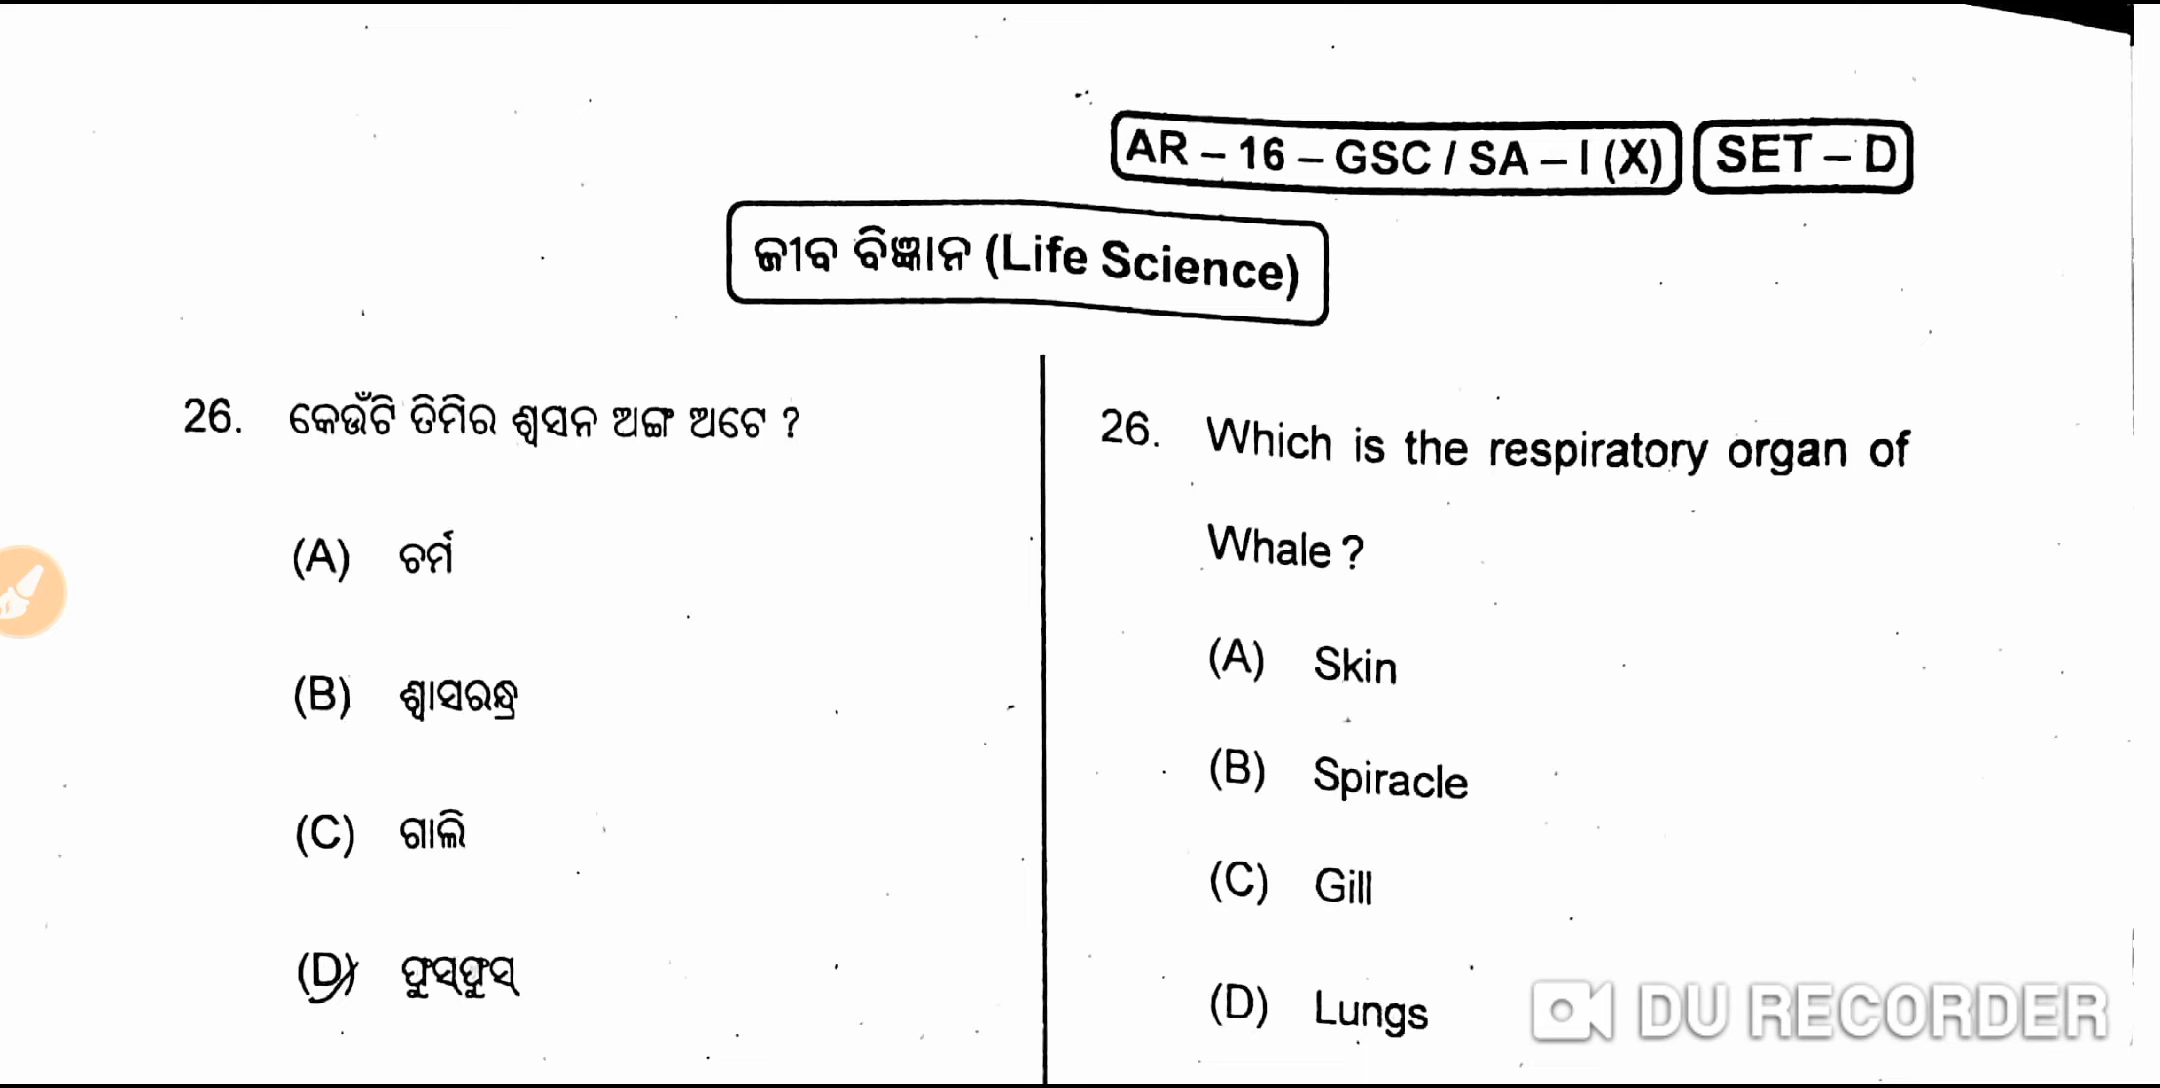 AR – 16 – GSC / SA – I (X) SET – D
ଜୀବ ବିଜ୍ଞାନ (Life Science)
26. କେଉଁଟି ତିମିର ଶ୍ୱସନ ଅଙ୍ଗ ଅଟେ ?
(A) ଚର୍ମ
(B) ଶ୍ୱାସରନ୍ଧ୍ର
(C) ଗାଲି
(D) ଫୁସ୍‌ଫୁସ୍
26. Which is the respiratory organ of
Whale ?
(A) Skin
(B) Spiracle
(C) Gill
(D) Lungs
DU RECORDER